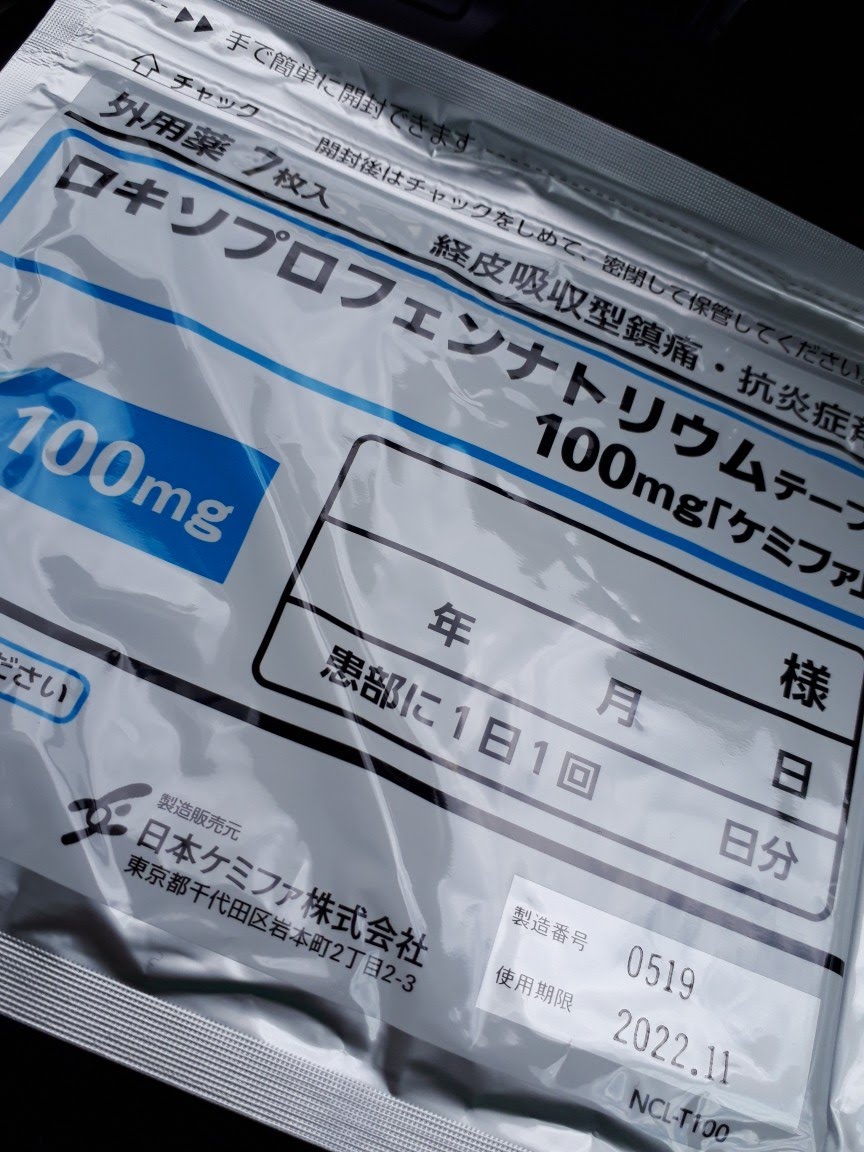 手で簡単に開封できます
チャック
開封後はチャックをしめて、密閉して保管してください。
外用薬 7枚入
経皮吸収型鎮痛・抗炎症剤
ロキソプロフェンナトリウムテープ
100mg「ケミファ」
100mg
様
年 月 日
患部に1日1回 日分
ださい
製造販売元
日本ケミファ株式会社
東京都千代田区岩本町2丁目2-3
製造番号 0519
使用期限 2022.11
NCL-T100